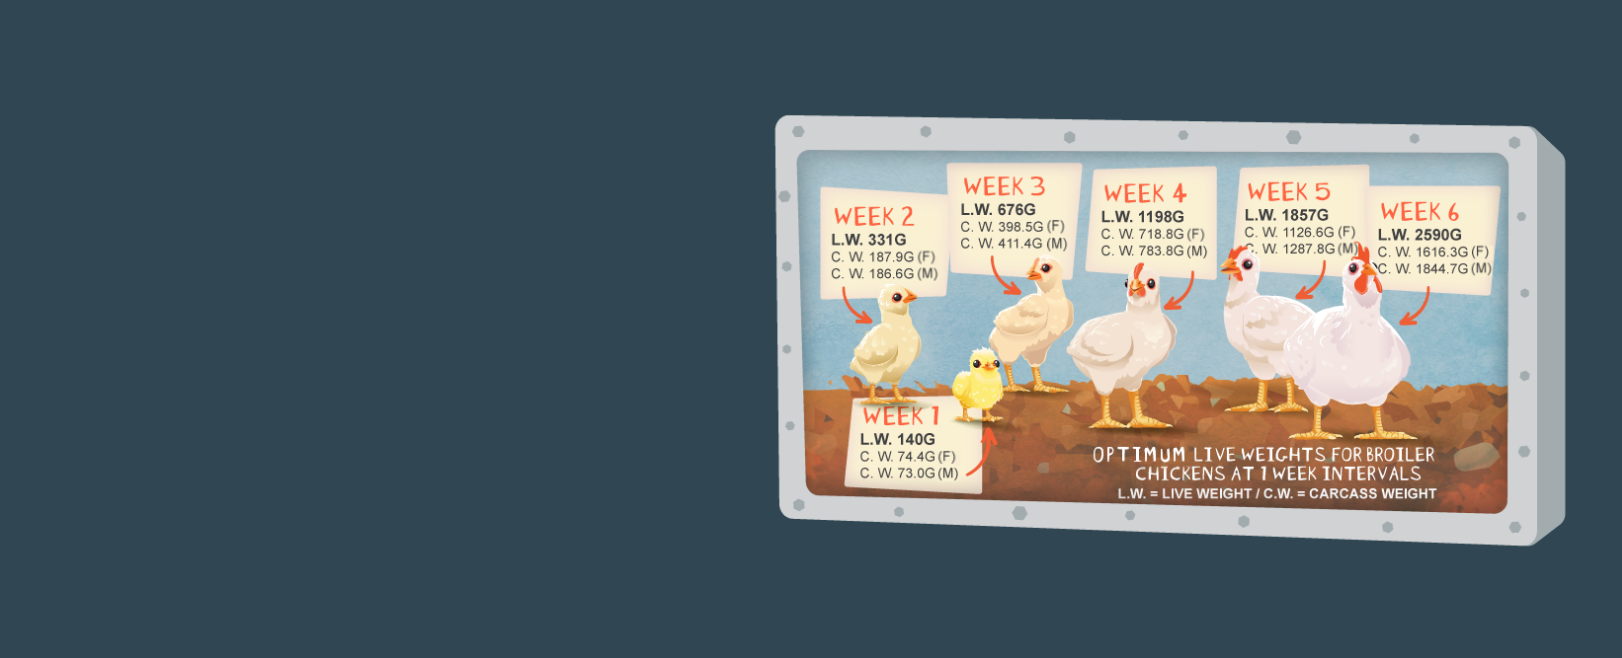 WEEK 2
L.W. 331G
C. W. 187.9G (F)
C. W. 186.6G (M)
WEEK 3
L.W. 676G
C. W. 398.5G (F)
C. W. 411.4G (M)
WEEK 4
L.W. 1198G
C. W. 718.8G (F)
C. W. 783.8G (M)
WEEK 5
L.W. 1857G
C. W. 1126.6G (F)
C. W. 1287.8G (M)
WEEK 6
L.W. 2590G
C. W. 1616.3G (F)
C. W. 1844.7G (M)
WEEK 1
L.W. 140G
C. W. 74.4G (F)
C. W. 73.0G (M)
OPTIMUM LIVE WEIGHTS FOR BROILER
CHICKENS AT 1 WEEK INTERVALS
L.W. = LIVE WEIGHT / C.W. = CARCASS WEIGHT